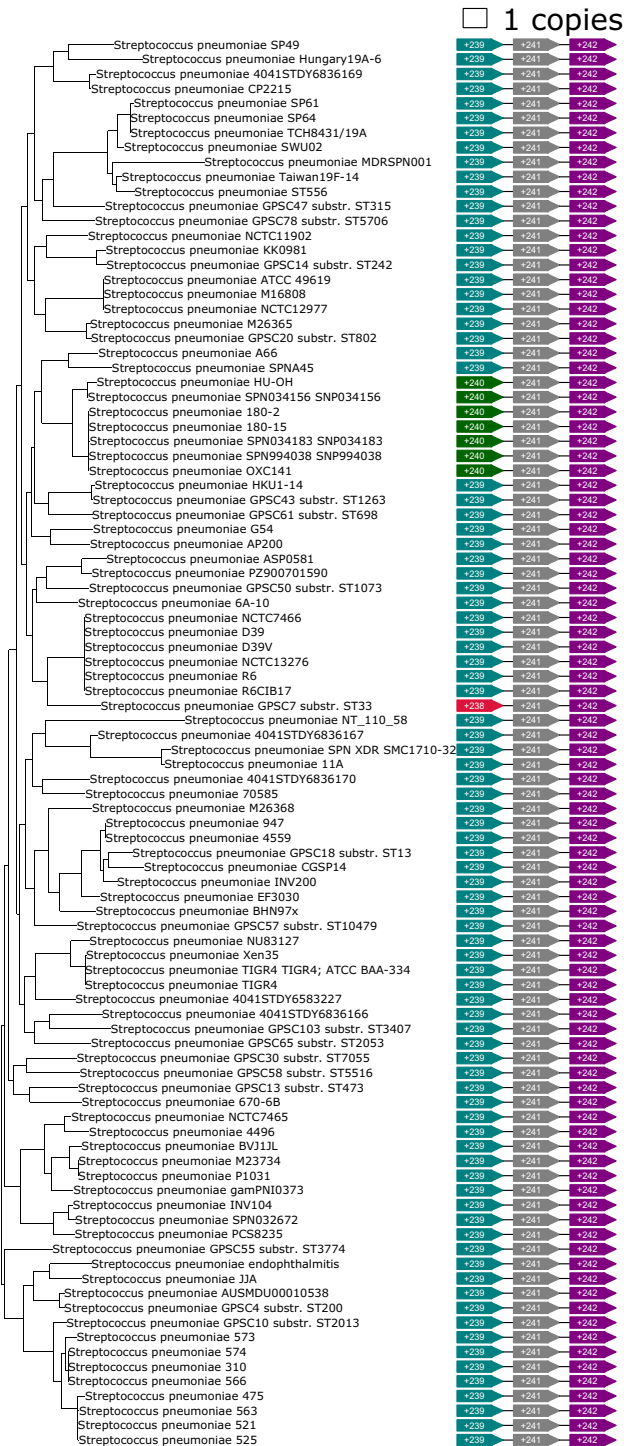 1 copies
Streptococcus pneumoniae SP49 +239 +241 +242
Streptococcus pneumoniae Hungary19A-6 +239 +241 +242
Streptococcus pneumoniae 4041STDY6836169 +239 +241 +242
Streptococcus pneumoniae CP2215 +239 +241 +242
Streptococcus pneumoniae SP61 +239 +241 +242
Streptococcus pneumoniae SP64 +239 +241 +242
Streptococcus pneumoniae TCH8431/19A +239 +241 +242
Streptococcus pneumoniae SWU02 +239 +241 +242
Streptococcus pneumoniae MDRSPN001 +239 +241 +242
Streptococcus pneumoniae Taiwan19F-14 +239 +241 +242
Streptococcus pneumoniae ST556 +239 +241 +242
Streptococcus pneumoniae GPSC47 substr. ST315 +239 +241 +242
Streptococcus pneumoniae GPSC78 substr. ST5706 +239 +241 +242
Streptococcus pneumoniae NCTC11902 +239 +241 +242
Streptococcus pneumoniae KK0981 +239 +241 +242
Streptococcus pneumoniae GPSC14 substr. ST242 +239 +241 +242
Streptococcus pneumoniae ATCC 49619 +239 +241 +242
Streptococcus pneumoniae M16808 +239 +241 +242
Streptococcus pneumoniae NCTC12977 +239 +241 +242
Streptococcus pneumoniae M26365 +239 +241 +242
Streptococcus pneumoniae GPSC20 substr. ST802 +239 +241 +242
Streptococcus pneumoniae A66 +239 +241 +242
Streptococcus pneumoniae SPNA45 +239 +241 +242
Streptococcus pneumoniae HU-OH +240 +241 +242
Streptococcus pneumoniae SPN034156 SNP034156 +240 +241 +242
Streptococcus pneumoniae 180-2 +240 +241 +242
Streptococcus pneumoniae 180-15 +240 +241 +242
Streptococcus pneumoniae SPN034183 SNP034183 +240 +241 +242
Streptococcus pneumoniae SPN994038 SNP994038 +240 +241 +242
Streptococcus pneumoniae OXC141 +240 +241 +242
Streptococcus pneumoniae HKU1-14 +239 +241 +242
Streptococcus pneumoniae GPSC43 substr. ST1263 +239 +241 +242
Streptococcus pneumoniae GPSC61 substr. ST698 +239 +241 +242
Streptococcus pneumoniae G54 +239 +241 +242
Streptococcus pneumoniae AP200 +239 +241 +242
Streptococcus pneumoniae ASP0581 +239 +241 +242
Streptococcus pneumoniae PZ900701590 +239 +241 +242
Streptococcus pneumoniae GPSC50 substr. ST1073 +239 +241 +242
Streptococcus pneumoniae 6A-10 +239 +241 +242
Streptococcus pneumoniae NCTC7466 +239 +241 +242
Streptococcus pneumoniae D39 +239 +241 +242
Streptococcus pneumoniae D39V +239 +241 +242
Streptococcus pneumoniae NCTC13276 +239 +241 +242
Streptococcus pneumoniae R6 +239 +241 +242
Streptococcus pneumoniae R6CIB17 +239 +241 +242
Streptococcus pneumoniae GPSC7 substr. ST33 +238 +241 +242
Streptococcus pneumoniae NT_110_58 +239 +241 +242
Streptococcus pneumoniae 4041STDY6836167 +239 +241 +242
Streptococcus pneumoniae SPN XDR SMC1710-32 +239 +241 +242
Streptococcus pneumoniae 11A +239 +241 +242
Streptococcus pneumoniae 4041STDY6836170 +239 +241 +242
Streptococcus pneumoniae 70585 +239 +241 +242
Streptococcus pneumoniae M26368 +239 +241 +242
Streptococcus pneumoniae 947 +239 +241 +242
Streptococcus pneumoniae 4559 +239 +241 +242
Streptococcus pneumoniae GPSC18 substr. ST13 +239 +241 +242
Streptococcus pneumoniae CGSP14 +239 +241 +242
Streptococcus pneumoniae INV200 +239 +241 +242
Streptococcus pneumoniae EF3030 +239 +241 +242
Streptococcus pneumoniae BHN97x +239 +241 +242
Streptococcus pneumoniae GPSC57 substr. ST10479 +239 +241 +242
Streptococcus pneumoniae NU83127 +239 +241 +242
Streptococcus pneumoniae Xen35 +239 +241 +242
Streptococcus pneumoniae TIGR4 TIGR4; ATCC BAA-334 +239 +241 +242
Streptococcus pneumoniae TIGR4 +239 +241 +242
Streptococcus pneumoniae 4041STDY6583227 +239 +241 +242
Streptococcus pneumoniae 4041STDY6836166 +239 +241 +242
Streptococcus pneumoniae GPSC103 substr. ST3407 +239 +241 +242
Streptococcus pneumoniae GPSC65 substr. ST2053 +239 +241 +242
Streptococcus pneumoniae GPSC30 substr. ST7055 +239 +241 +242
Streptococcus pneumoniae GPSC58 substr. ST5516 +239 +241 +242
Streptococcus pneumoniae GPSC13 substr. ST473 +239 +241 +242
Streptococcus pneumoniae 670-6B +239 +241 +242
Streptococcus pneumoniae NCTC7465 +239 +241 +242
Streptococcus pneumoniae 4496 +239 +241 +242
Streptococcus pneumoniae BVJ1JL +239 +241 +242
Streptococcus pneumoniae M23734 +239 +241 +242
Streptococcus pneumoniae P1031 +239 +241 +242
Streptococcus pneumoniae gamPNI0373 +239 +241 +242
Streptococcus pneumoniae INV104 +239 +241 +242
Streptococcus pneumoniae SPN032672 +239 +241 +242
Streptococcus pneumoniae PCS8235 +239 +241 +242
Streptococcus pneumoniae GPSC55 substr. ST3774 +239 +241 +242
Streptococcus pneumoniae endophthalmitis +239 +241 +242
Streptococcus pneumoniae JJA +239 +241 +242
Streptococcus pneumoniae AUSMDU00010538 +239 +241 +242
Streptococcus pneumoniae GPSC4 substr. ST200 +239 +241 +242
Streptococcus pneumoniae GPSC10 substr. ST2013 +239 +241 +242
Streptococcus pneumoniae 573 +239 +241 +242
Streptococcus pneumoniae 574 +239 +241 +242
Streptococcus pneumoniae 310 +239 +241 +242
Streptococcus pneumoniae 566 +239 +241 +242
Streptococcus pneumoniae 475 +239 +241 +242
Streptococcus pneumoniae 563 +239 +241 +242
Streptococcus pneumoniae 521 +239 +241 +242
Streptococcus pneumoniae 525 +239 +241 +242